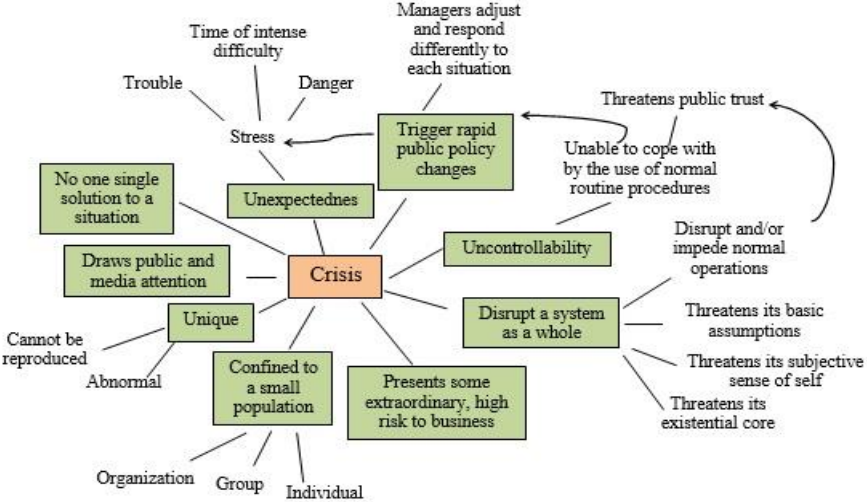 Managers adjust
and respond
differently to
each situation
Time of intense
difficulty
Trouble
Danger
Stress
Threatens public trust
Trigger rapid
public policy
changes
Unable to cope with
by the use of normal
routine procedures
No one single
solution to a
situation
Unexpectednes
Uncontrollability
Disrupt and/or
impede normal
operations
Draws public and
media attention
Crisis
Unique
Disrupt a system
as a whole
Threatens its basic
assumptions
Cannot be
reproduced
Abnormal
Confined to
a small
population
Presents some
extraordinary, high
risk to business
Threatens its subjective
sense of self
Threatens its
existential core
Organization
Group
Individual